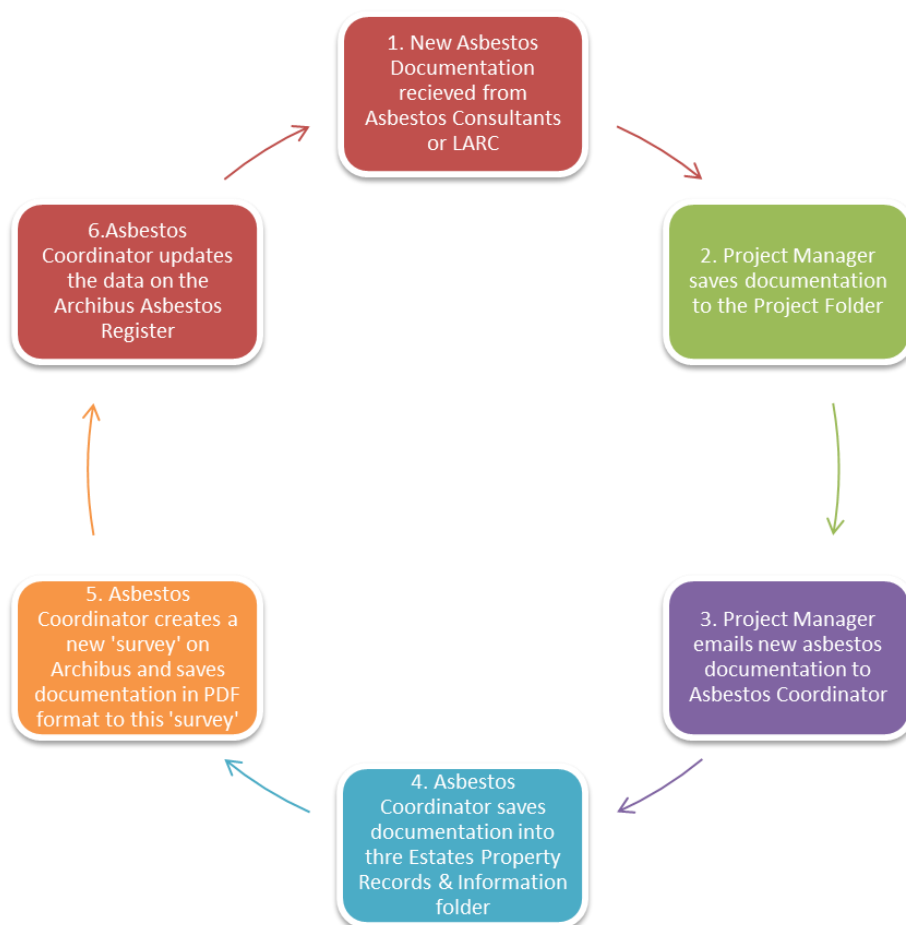 1. New Asbestos
Documentation
recieved from
Asbestos Consultants
or LARC
2. Project Manager
saves documentation
to the Project Folder
3. Project Manager
emails new asbestos
documentation to
Asbestos Coordinator
4. Asbestos
Coordinator saves
documentation into
thre Estates Property
Records & Information
folder
5. Asbestos
Coordinator creates a
new 'survey' on
Archibus and saves
documentation in PDF
format to this 'survey'
6.Asbestos
Coordinator updates
the data on the
Archibus Asbestos
Register